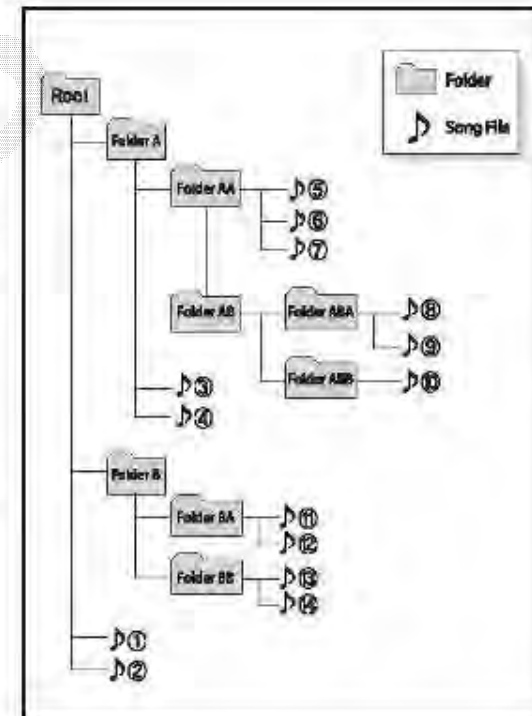 Root
Folder
Song File
Folder A
Folder AA
⑤
⑥
⑦
Folder AB
Folder ABA
⑧
⑨
Folder ABB
⑩
③
④
Folder B
Folder BA
⑪
⑫
Folder BB
⑬
⑭
①
②